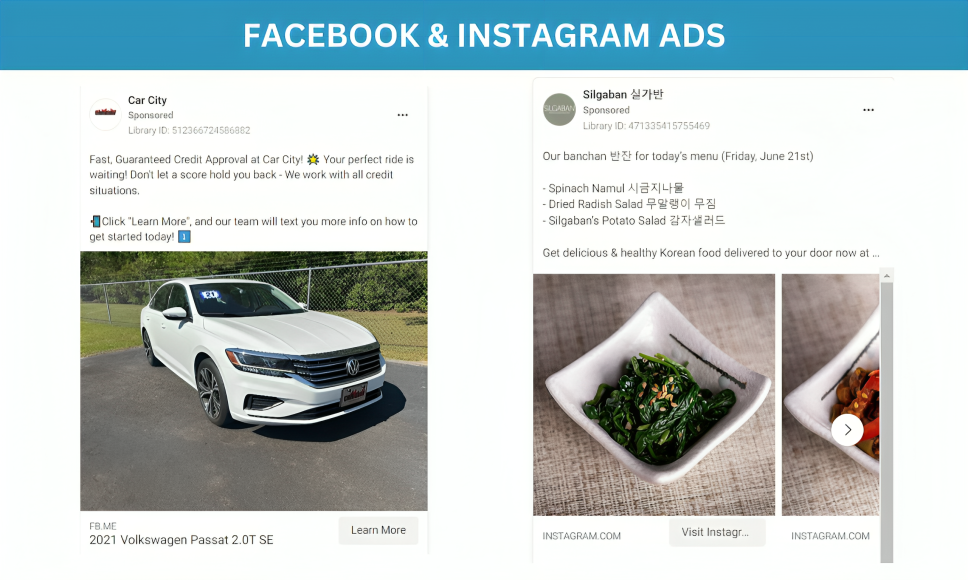 FACEBOOK & INSTAGRAM ADS
Car City
Sponsored
Library ID: 512366724586882
Fast, Guaranteed Credit Approval at Car City! 💥 Your perfect ride is
waiting! Don't let a score hold you back - We work with all credit
situations.
📲Click "Learn More", and our team will text you more info on how to
get started today! ℹ️
21
FB.ME
2021 Volkswagen Passat 2.0T SE
Learn More
SILGABAN
Silgaban 실가반
Sponsored
Library ID: 471335415755469
Our banchan 반잔 for today's menu (Friday, June 21st)
- Spinach Namul 시금지나물
- Dried Radish Salad 무말랭이 무짐
- Silgaban's Potato Salad 감자샐러드
Get delicious & healthy Korean food delivered to your door now at ...
INSTAGRAM.COM
Visit Instagr...
INSTAGRAM.COM